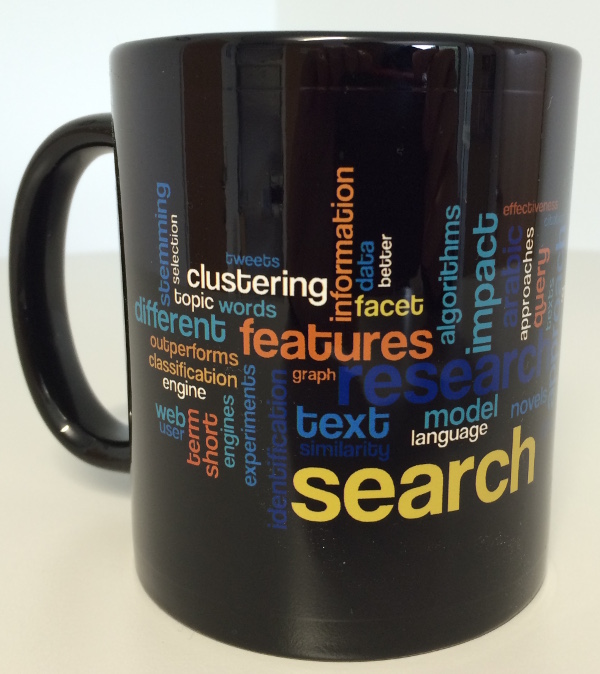 stemming
selection
tweets
clustering
topic
words
different
information
data
better
facet
features
outperforms
classification
engine
graph
web
user
term
short
engines
experiments
identification
text
similarity
search
research
algorithms
impact
effectiveness
arabic
approaches
query
model
language
novel